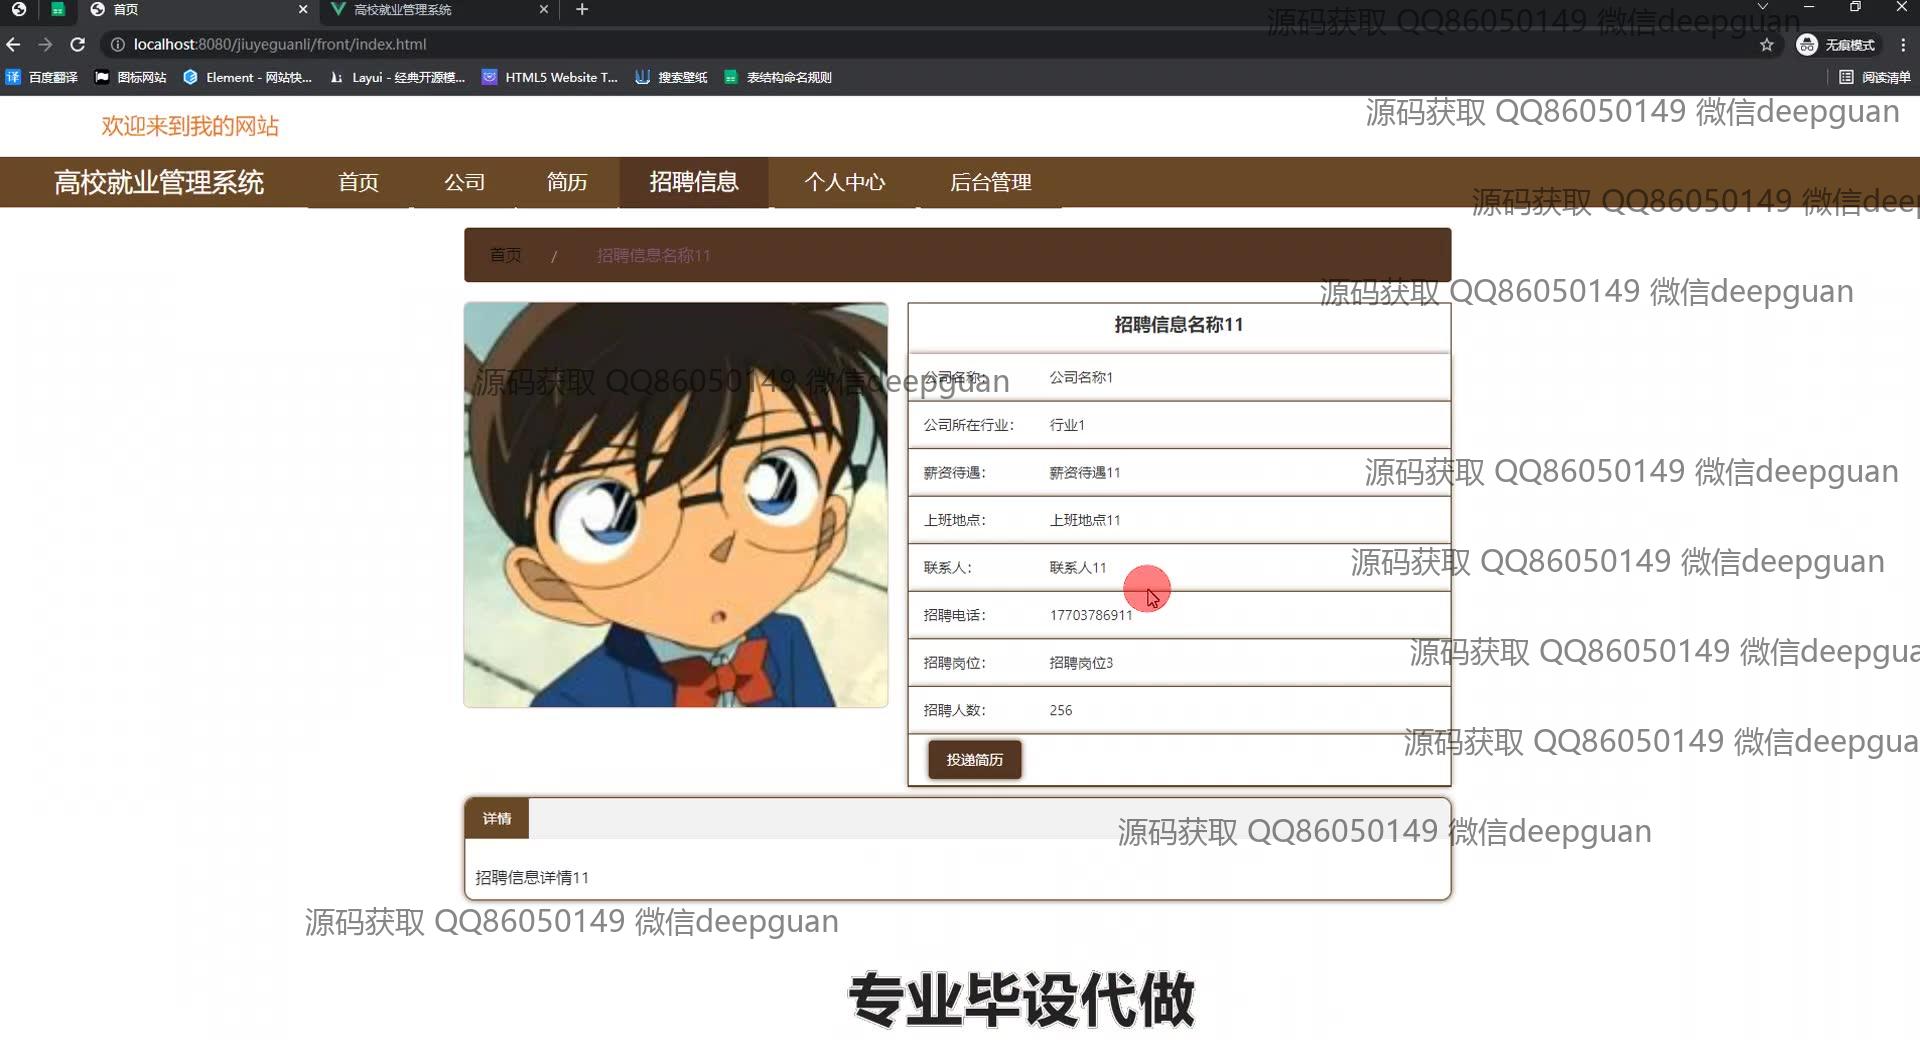 首页
高校就业管理系统
localhost:8080/jiuyeguanli/front/index.html
无痕模式
百度翻译
图标网站
Element - 网站快...
Layui - 经典开源模...
HTML5 Website T...
搜索壁纸
表结构命名规则
阅读清单
源码获取 QQ86050149 微信deepguan
欢迎来到我的网站
源码获取 QQ86050149 微信deepguan
高校就业管理系统
首页
公司
简历
招聘信息
个人中心
后台管理
源码获取 QQ86050149 微信deep
首页 / 招聘信息名称11
源码获取 QQ86050149 微信deepguan
招聘信息名称11
源码获取 QQ86050149 微信deepguan
公司名称: 公司名称1
公司所在行业: 行业1
薪资待遇: 薪资待遇11
源码获取 QQ86050149 微信deepguan
上班地点: 上班地点11
联系人: 联系人11
源码获取 QQ86050149 微信deepguan
招聘电话: 17703786911
招聘岗位: 招聘岗位3
源码获取 QQ86050149 微信deepgua
招聘人数: 256
源码获取 QQ86050149 微信deepgua
投递简历
详情
源码获取 QQ86050149 微信deepguan
招聘信息详情11
源码获取 QQ86050149 微信deepguan
专业毕设代做